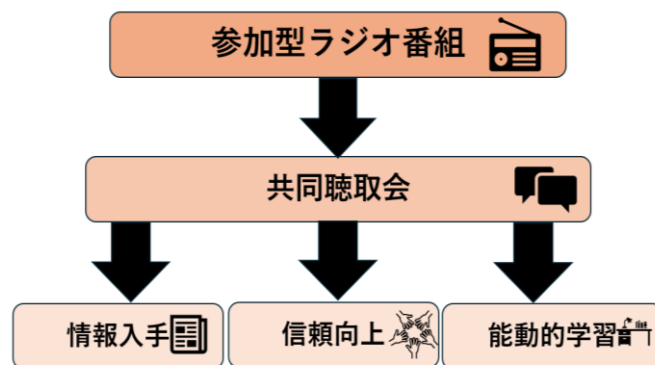 参加型ラジオ番組
共同聴取会
情報入手
信頼向上
能動的学習